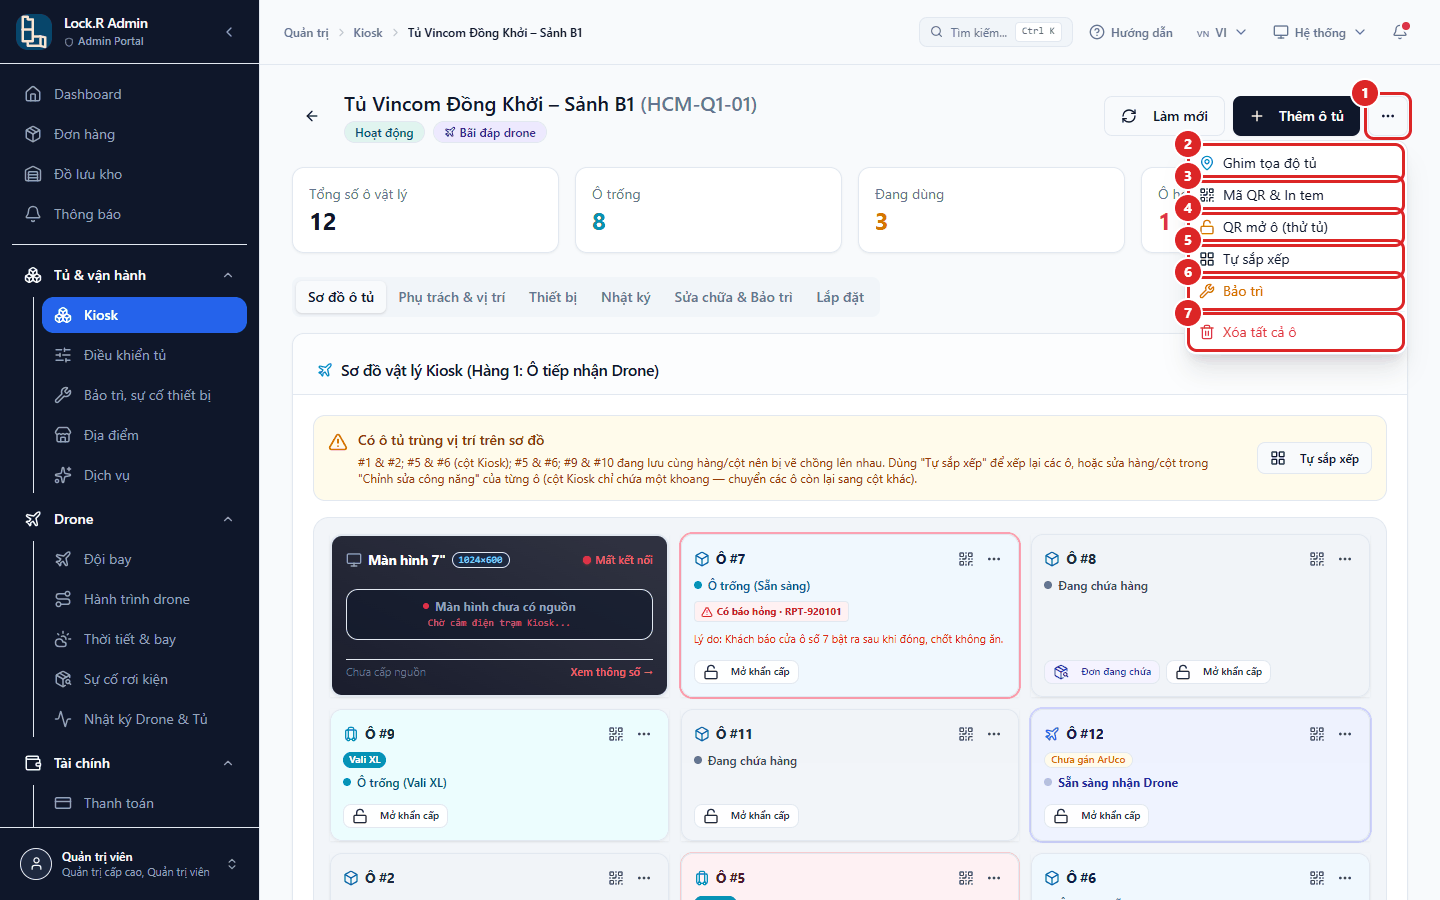 Lock.R Admin
Admin Portal
Dashboard
Đơn hàng
Đồ lưu kho
Thông báo
Tủ & vận hành
Kiosk
Điều khiển tủ
Bảo trì, sự cố thiết bị
Địa điểm
Dịch vụ
Drone
Đội bay
Hành trình drone
Thời tiết & bay
Sự cố rơi kiện
Nhật ký Drone & Tủ
Tài chính
Thanh toán
Quản trị viên
Quản trị cấp cao, Quản trị viên
Quản trị > Kiosk > Tủ Vincom Đồng Khởi – Sảnh B1
Tìm kiếm... Ctrl K
Hướng dẫn
VN VI
Hệ thống
Tủ Vincom Đồng Khởi – Sảnh B1 (HCM-Q1-01)
Hoạt động
Bãi đáp drone
Làm mới
Thêm ô tủ
1
2 Ghim tọa độ tủ
3 Mã QR & In tem
4 QR mở ô (thử tủ)
5 Tự sắp xếp
6 Bảo trì
7 Xóa tất cả ô
Tổng số ô vật lý
12
Ô trống
8
Đang dùng
3
1
Sơ đồ ô tủ
Phụ trách & vị trí
Thiết bị
Nhật ký
Sửa chữa & Bảo trì
Lắp đặt
Sơ đồ vật lý Kiosk (Hàng 1: Ô tiếp nhận Drone)
Có ô tủ trùng vị trí trên sơ đồ
#1 & #2; #5 & #6 (cột Kiosk); #5 & #6; #9 & #10 đang lưu cùng hàng/cột nên bị vẽ chồng lên nhau. Dùng "Tự sắp xếp" để xếp lại các ô, hoặc sửa hàng/cột trong
"Chỉnh sửa công năng" của từng ô (cột Kiosk chỉ chứa một khoang — chuyển các ô còn lại sang cột khác).
Tự sắp xếp
Màn hình 7" 1024×600
Mất kết nối
Màn hình chưa có nguồn
Chờ cắm điện trạm Kiosk...
Chưa cấp nguồn
Xem thông số →
Ô #7
Ô trống (Sẵn sàng)
Có báo hỏng · RPT-920101
Lý do: Khách báo cửa ô số 7 bật ra sau khi đóng, chốt không ăn.
Mở khẩn cấp
Ô #8
Đang chứa hàng
Đơn đang chứa
Mở khẩn cấp
Ô #9
Vali XL
Ô trống (Vali XL)
Mở khẩn cấp
Ô #11
Đang chứa hàng
Mở khẩn cấp
Ô #12
Chưa gán ArUco
Sẵn sàng nhận Drone
Mở khẩn cấp
Ô #2
Ô #5
Ô #6